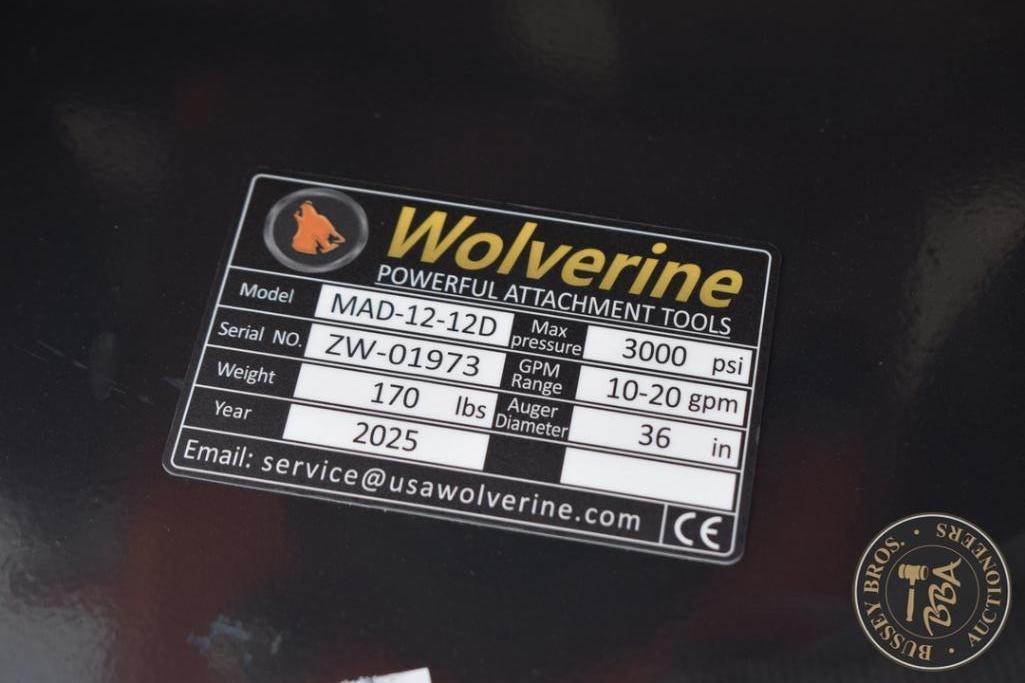 Wolverine
POWERFUL ATTACHMENT TOOLS
Model MAD-12-12D Max pressure 3000 psi
Serial NO. ZW-01973 GPM Range 10-20 gpm
Weight 170 lbs Auger Diameter 36 in
Year 2025
Email: service@usawolverine.com CE
BUSSEY BROS. · AUCTIONEERS ·
BBA